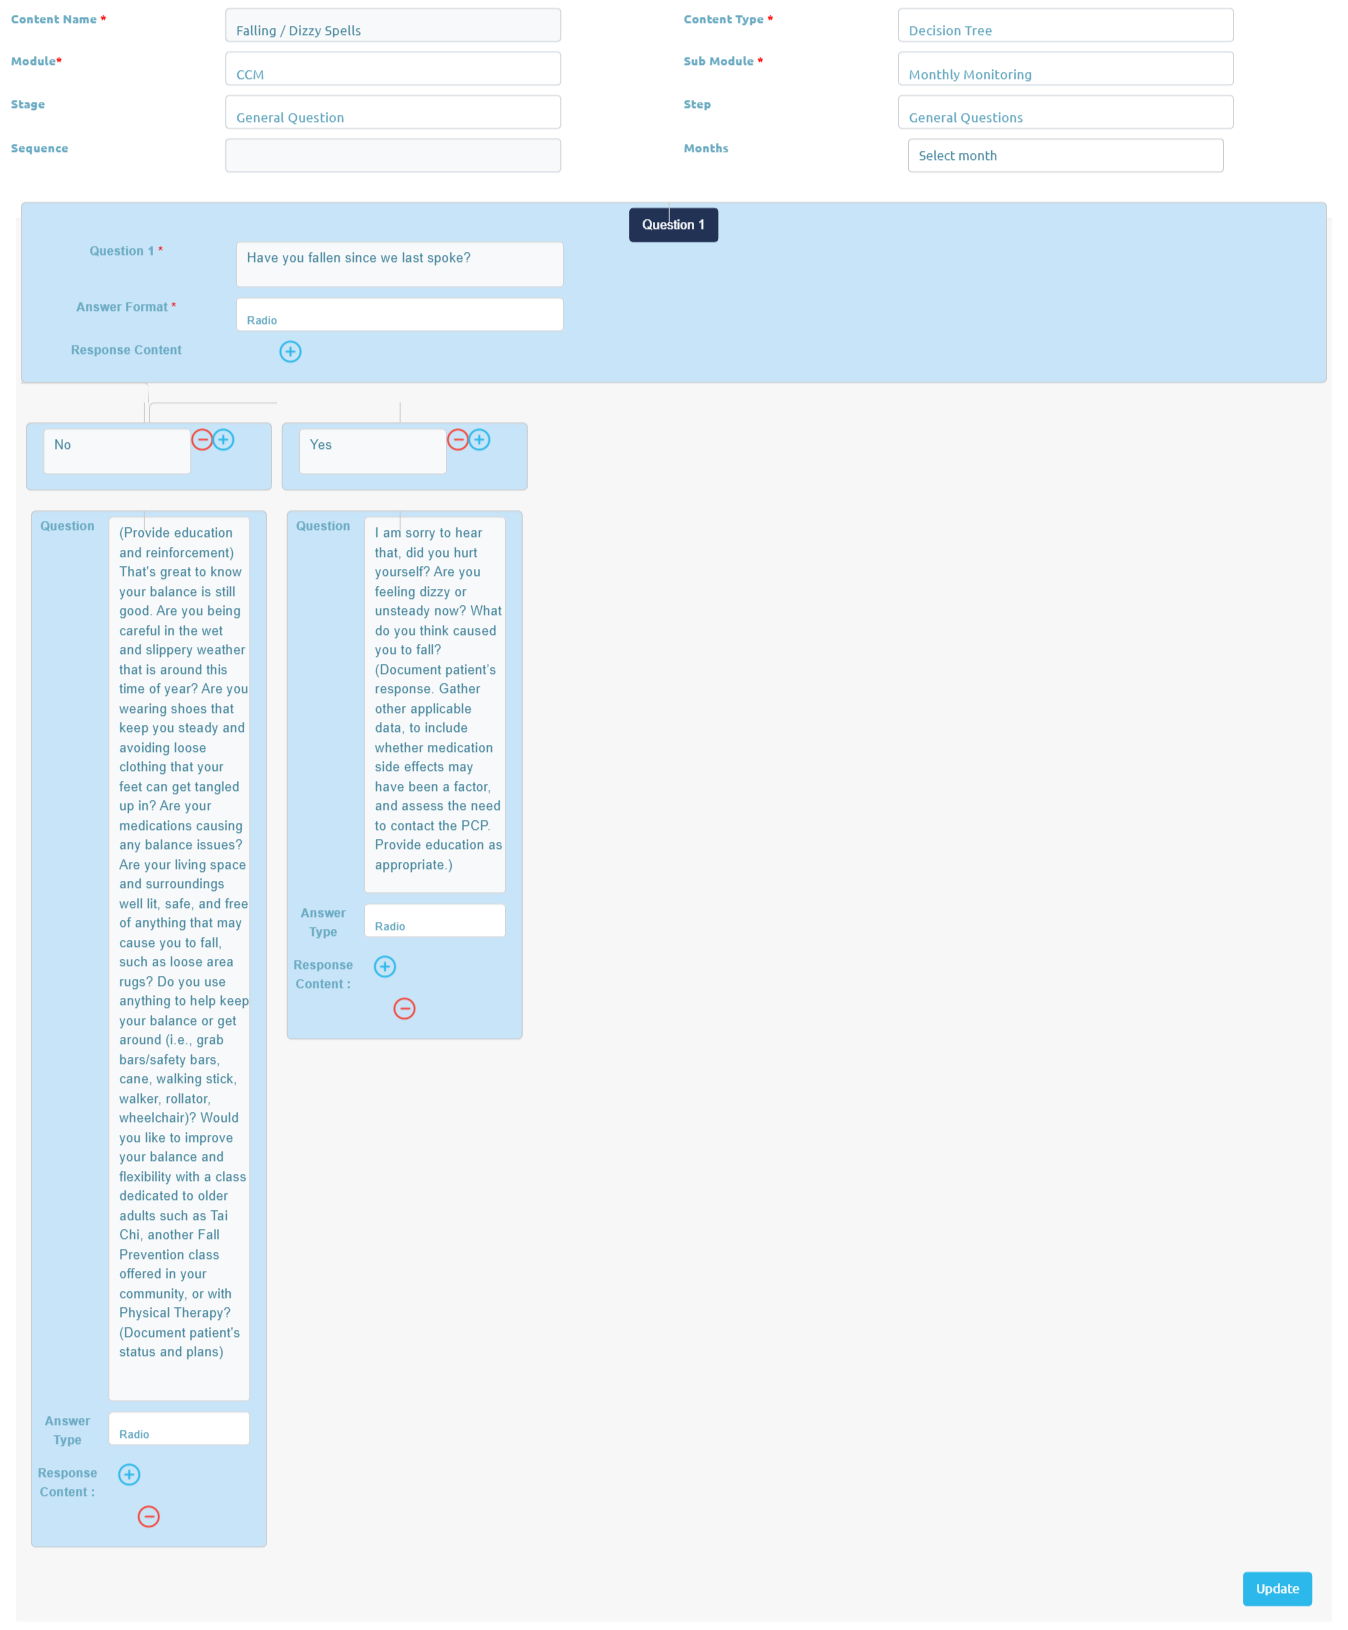 Content Name *
Falling / Dizzy Spells
Content Type *
Decision Tree
Module*
CCM
Sub Module *
Monthly Monitoring
Stage
General Question
Step
General Questions
Sequence
Months
Select month
Question 1
Question 1 *
Have you fallen since we last spoke?
Answer Format *
Radio
Response Content
No
Yes
Question
(Provide education
and reinforcement)
That's great to know
your balance is still
good. Are you being
careful in the wet
and slippery weather
that is around this
time of year? Are you
wearing shoes that
keep you steady and
avoiding loose
clothing that your
feet can get tangled
up in? Are your
medications causing
any balance issues?
Are your living space
and surroundings
well lit, safe, and free
of anything that may
cause you to fall,
such as loose area
rugs? Do you use
anything to help keep
your balance or get
around (i.e., grab
bars/safety bars,
cane, walking stick,
walker, rollator,
wheelchair)? Would
you like to improve
your balance and
flexibility with a class
dedicated to older
adults such as Tai
Chi, another Fall
Prevention class
offered in your
community, or with
Physical Therapy?
(Document patient's
status and plans)
Answer
Type
Radio
Response
Content :
Question
I am sorry to hear
that, did you hurt
yourself? Are you
feeling dizzy or
unsteady now? What
do you think caused
you to fall?
(Document patient's
response. Gather
other applicable
data, to include
whether medication
side effects may
have been a factor,
and assess the need
to contact the PCP.
Provide education as
appropriate.)
Answer
Type
Radio
Response
Content :
Update